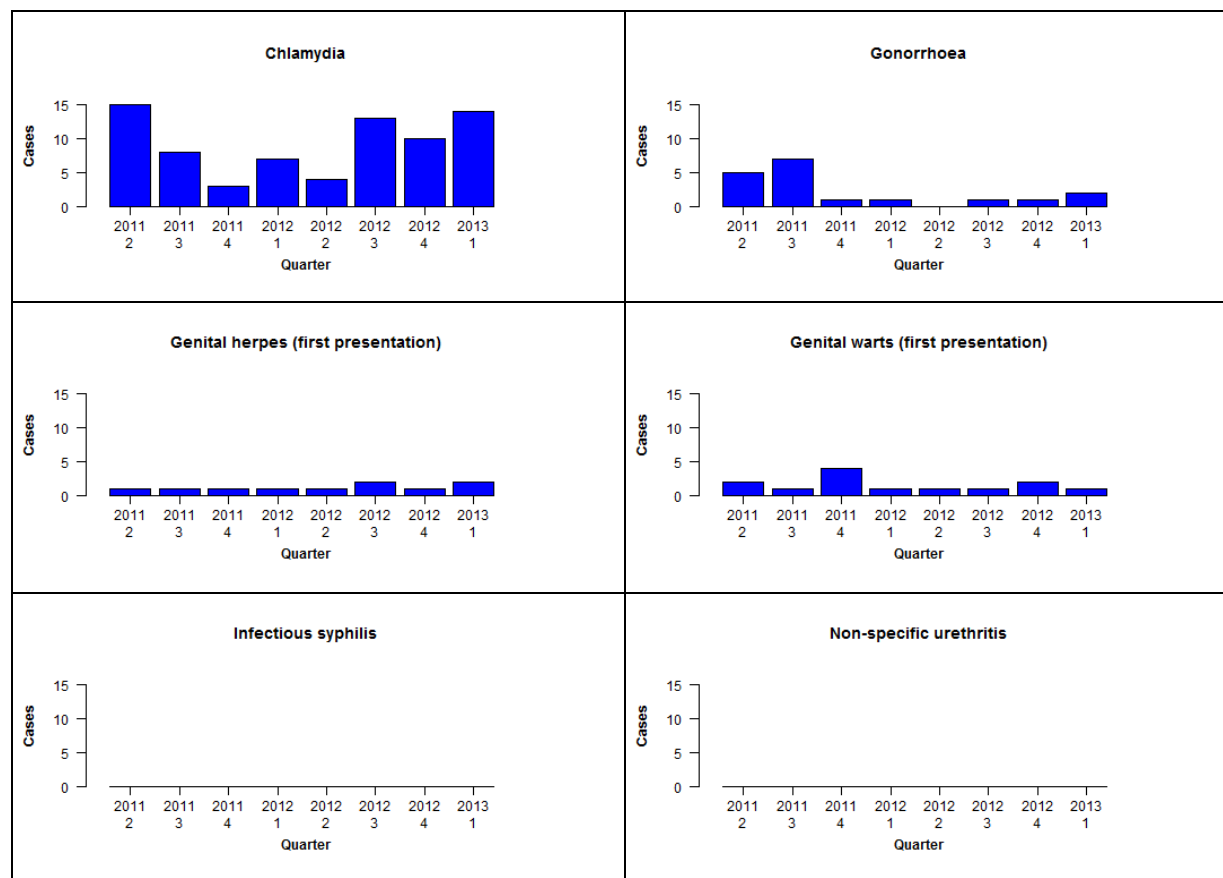 Chlamydia
Cases
15
10
5
0
2011 2011 2011 2012 2012 2012 2012 2013
2 3 4 1 2 3 4 1
Quarter
Gonorrhoea
Cases
15
10
5
0
2011 2011 2011 2012 2012 2012 2012 2013
2 3 4 1 2 3 4 1
Quarter
Genital herpes (first presentation)
Cases
15
10
5
0
2011 2011 2011 2012 2012 2012 2012 2013
2 3 4 1 2 3 4 1
Quarter
Genital warts (first presentation)
Cases
15
10
5
0
2011 2011 2011 2012 2012 2012 2012 2013
2 3 4 1 2 3 4 1
Quarter
Infectious syphilis
Cases
15
10
5
0
2011 2011 2011 2012 2012 2012 2012 2013
2 3 4 1 2 3 4 1
Quarter
Non-specific urethritis
Cases
15
10
5
0
2011 2011 2011 2012 2012 2012 2012 2013
2 3 4 1 2 3 4 1
Quarter